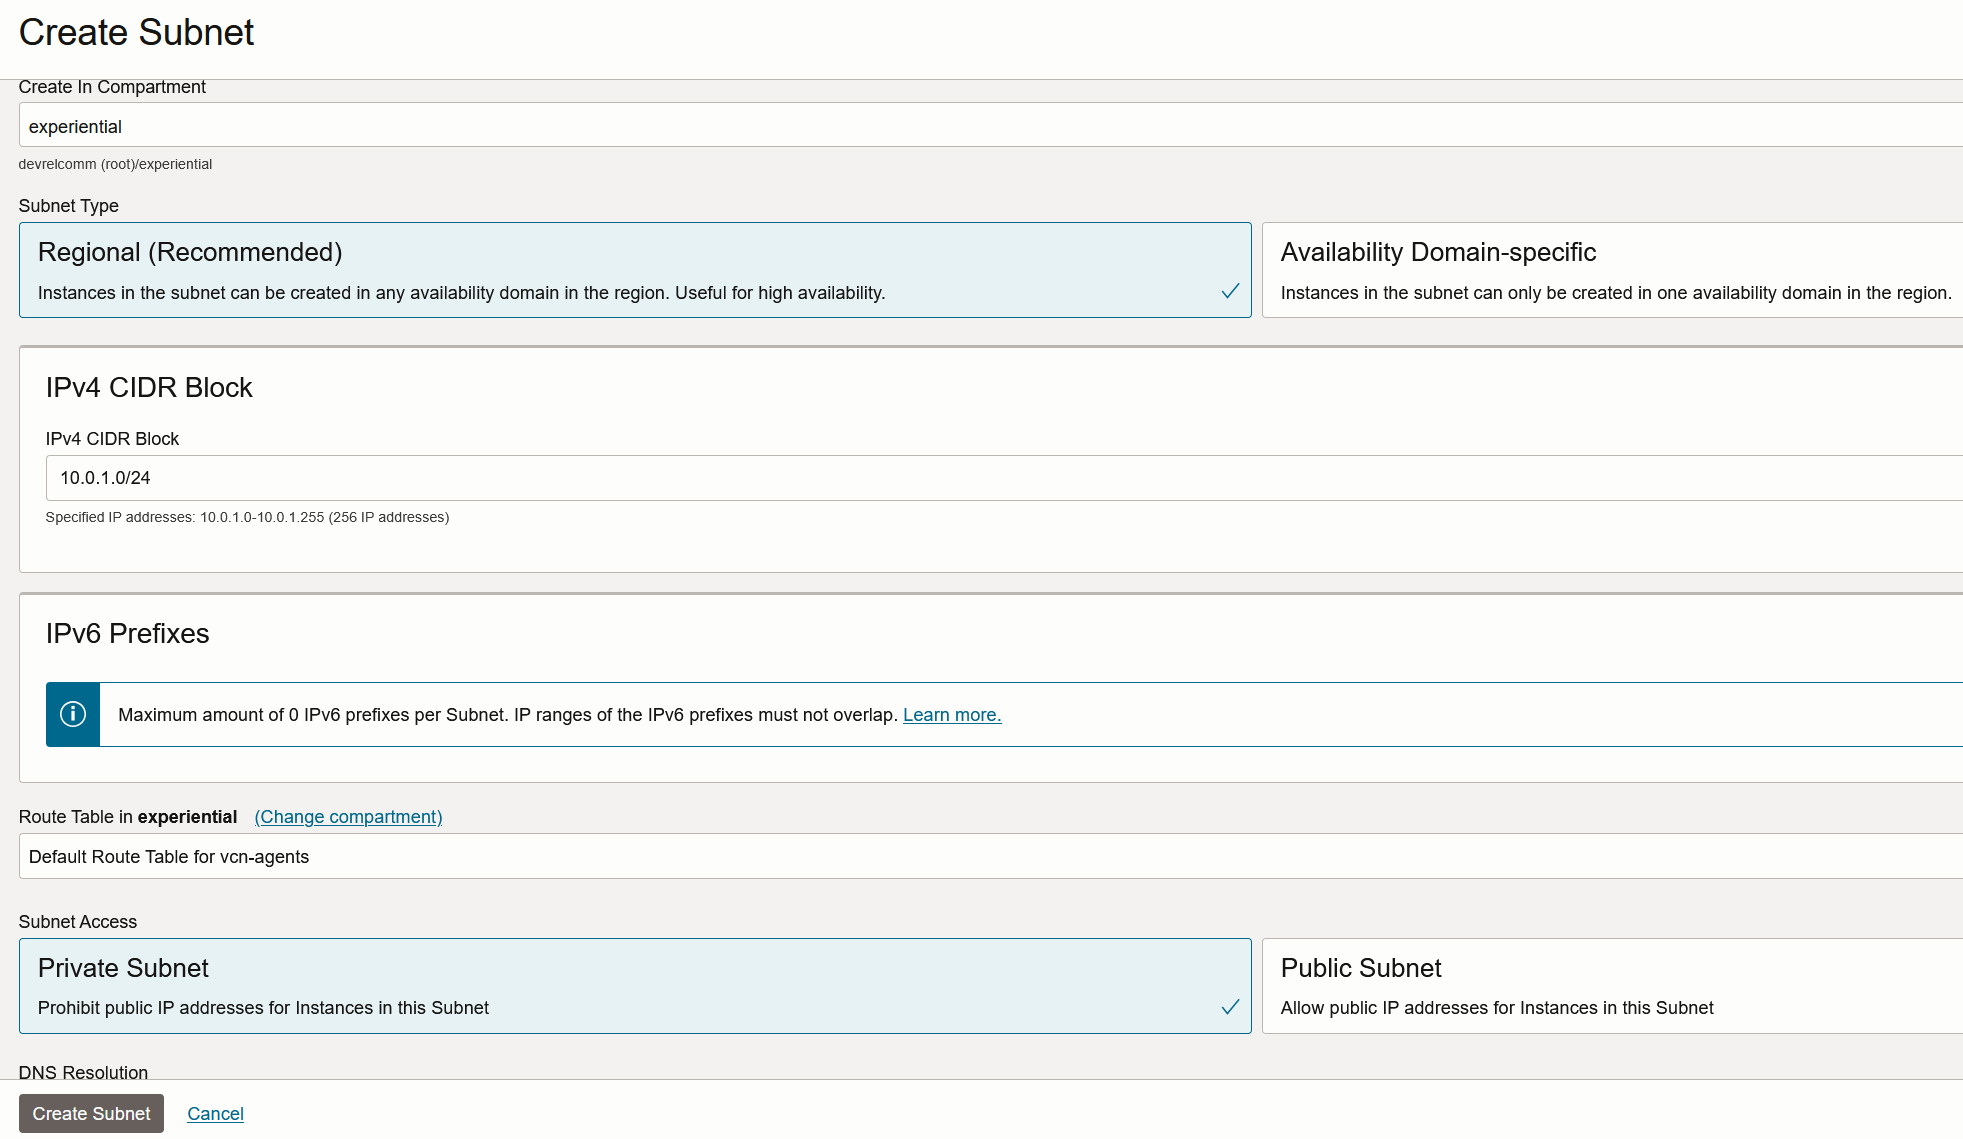 Create Subnet
Create In Compartment
experiential
devrelcomm (root)/experiential
Subnet Type
Regional (Recommended)
Instances in the subnet can be created in any availability domain in the region. Useful for high availability.
Availability Domain-specific
Instances in the subnet can only be created in one availability domain in the region.
IPv4 CIDR Block
IPv4 CIDR Block
10.0.1.0/24
Specified IP addresses: 10.0.1.0-10.0.1.255 (256 IP addresses)
IPv6 Prefixes
Maximum amount of 0 IPv6 prefixes per Subnet. IP ranges of the IPv6 prefixes must not overlap. Learn more.
Route Table in experiential (Change compartment)
Default Route Table for vcn-agents
Subnet Access
Private Subnet
Prohibit public IP addresses for Instances in this Subnet
Public Subnet
Allow public IP addresses for Instances in this Subnet
DNS Resolution
Create Subnet Cancel